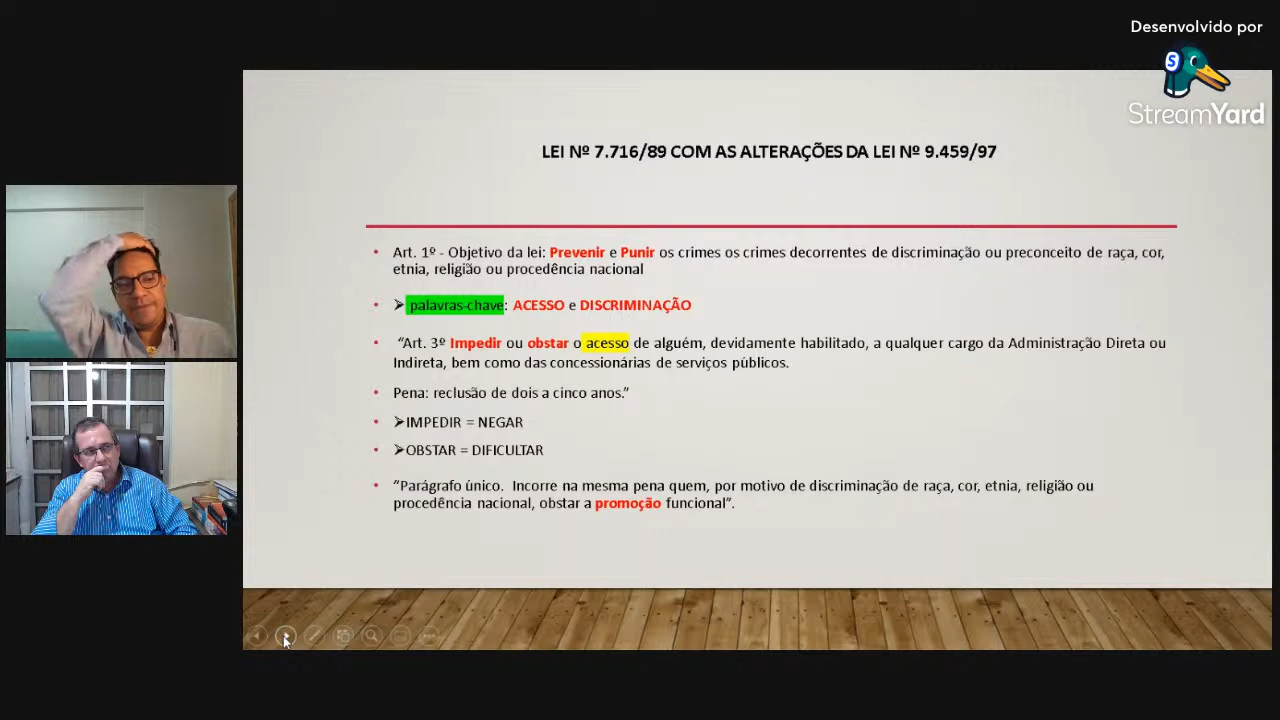 Desenvolvido por
StreamYard
LEI Nº 7.716/89 COM AS ALTERAÇÕES DA LEI Nº 9.459/97
• Art. 1º - Objetivo da lei: Prevenir e Punir os crimes os crimes decorrentes de discriminação ou preconceito de raça, cor,
etnia, religião ou procedência nacional
• ➢ palavras-chave: ACESSO e DISCRIMINAÇÃO
• “Art. 3º Impedir ou obstar o acesso de alguém, devidamente habilitado, a qualquer cargo da Administração Direta ou
Indireta, bem como das concessionárias de serviços públicos.
• Pena: reclusão de dois a cinco anos.”
• ➢IMPEDIR = NEGAR
• ➢OBSTAR = DIFICULTAR
• “Parágrafo único. Incorre na mesma pena quem, por motivo de discriminação de raça, cor, etnia, religião ou
procedência nacional, obstar a promoção funcional”.